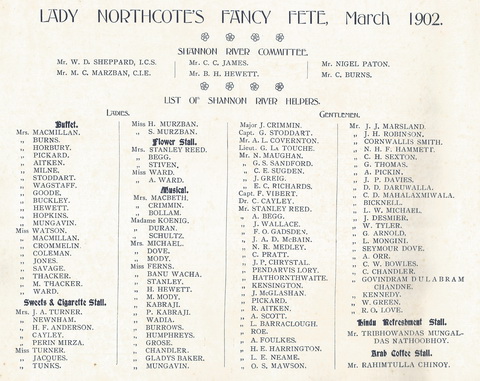 LADY NORTHCOTE'S FANCY FETE, March 1902.
SHANNON RIVER COMMITTEE.
Mr. W. D. SHEPPARD, I.C.S.
Mr. M. C. MARZBAN, C.I.E.
Mr. C. C. JAMES.
Mr. B. H. HEWETT.
Mr. NIGEL PATON.
Mr. C. BURNS.
LIST OF SHANNON RIVER HELPERS.
LADIES.
Buffet.
Mrs. MACMILLAN.
„ BURNS.
„ HORBURY.
„ PICKARD.
„ AITKEN.
„ MILNE.
„ STODDART.
„ WAGSTAFF.
„ GOODE.
„ BUCKLEY.
„ HEWETT.
„ HOPKINS.
„ MUNGAVIN.
Miss WATSON.
„ MACMILLAN.
„ CROMMELIN.
„ COLEMAN.
„ JONES.
„ SAVAGE.
„ THACKER.
„ M. THACKER.
„ WARD.
Sweets & Cigarette Stall.
Mrs. J. A. TURNER.
„ NEWNHAM.
„ H. F. ANDERSON.
„ CAYLEY.
„ PERIN MIRZA.
Miss TURNER.
„ JACQUES.
„ TUNKS.
Miss H. MURZBAN.
„ S. MURZBAN.
Flower Stall.
Mrs. STANLEY REED.
„ BEGG.
„ STIVEN.
Miss WARD.
„ A. WARD.
Musical.
Mrs. MACBETH.
„ CRIMMIN.
„ BOLLAM.
Madame KOENIG.
„ DURAN.
„ SCHULTZ.
Mrs. MICHAEL.
„ DOVE.
„ MODY.
Miss FERNS.
„ BANU WACHA.
„ STANLEY.
„ H. HEWETT.
„ M. MODY.
„ KABRAJI.
„ P. KABRAJI.
„ WADIA.
„ BURROWS.
„ HUMPHREYS.
„ GROSE.
„ CHANDLER.
„ GLADYS BAKER.
„ MUNGAVIN.
GENTLEMEN.
Major J. CRIMMIN.
Capt. G. STODDART.
Mr. A. L. COVERNTON.
Lieut. G. LA TOUCHE.
Mr. N. MAUGHAN.
„ G. S. SANDFORD.
„ C. E. SUGDEN.
„ J. GREIG.
„ E. C. RICHARDS.
Capt. F. VIBERT.
Dr. C. CAYLEY.
Mr. STANLEY REED.
„ A. BEGG.
„ J. WALLACE.
„ F. O. GADSDEN.
„ J. A. D. McBAIN.
„ N. R. MEDLEY.
„ C. PRATT.
„ J. P. CHRYSTAL.
„ PENDARVIS LORY.
„ HATHORNTHWAITE.
„ KENSINGTON.
„ J. McGLASHAN.
„ PICKARD.
„ R. AITKEN.
„ A. SCOTT.
„ L. BARRACLOUGH.
„ ROE.
„ A. FOULKES.
„ H. E. HARRINGTON.
„ L. E. NEAME.
„ O. S. MAWSON.
Mr. J. J. MARSLAND.
„ J. H. ROBINSON.
„ CORNWALLIS SMITH.
„ N. H. F. HAMMETT.
„ C. H. SEXTON.
„ G. THOMAS.
„ A. PICKIN.
„ J. P. DAVIES.
„ D. D. DARUWALLA.
„ C. D. MAHALAXMIWALA.
„ BICKNELL.
„ L. W. MICHAEL.
„ J. DESMIER.
„ W. TYLER.
„ G. ARNOLD.
„ L. MONGINI.
„ SEYMOUR DOVE.
„ A. ORR.
„ C. W. BOWLES.
„ C. CHANDLER.
„ GOVINDRAM DULABRAM
CHANDNE.
„ KENNEDY.
„ W. GREEN.
„ R. O. LOVE.
Hindu Refreshment Stall.
Mr. TRIBHOWANDAS MUNGAL-
DAS NATHOOBHOY.
Arab Coffee Stall.
Mr. RAHIMTULLA CHINOY.